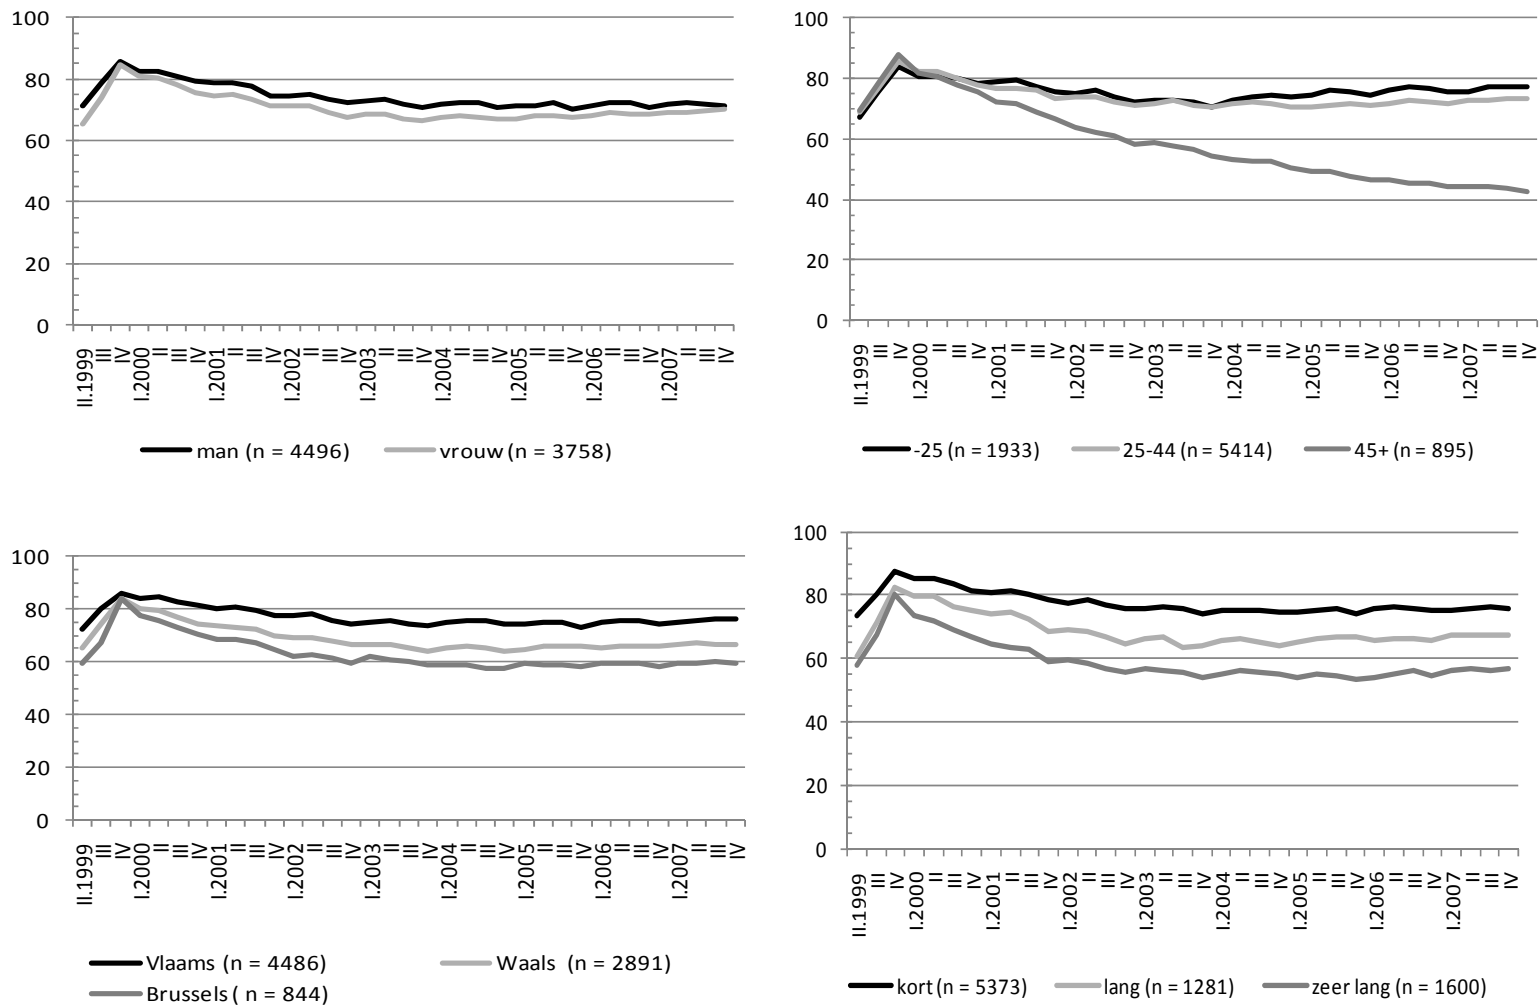 100
80
60
40
20
0
II.1999 III IV I.2000 II III IV I.2001 II III IV I.2002 II III IV I.2003 II III IV I.2004 II III IV I.2005 II III IV I.2006 II III IV I.2007 II III IV
man (n = 4496) vrouw (n = 3758)
100
80
60
40
20
0
II.1999 III IV I.2000 II III IV I.2001 II III IV I.2002 II III IV I.2003 II III IV I.2004 II III IV I.2005 II III IV I.2006 II III IV I.2007 II III IV
-25 (n = 1933) 25-44 (n = 5414) 45+ (n = 895)
100
80
60
40
20
0
II.1999 III IV I.2000 II III IV I.2001 II III IV I.2002 II III IV I.2003 II III IV I.2004 II III IV I.2005 II III IV I.2006 II III IV I.2007 II III IV
Vlaams (n = 4486) Waals (n = 2891)
Brussels ( n = 844)
100
80
60
40
20
0
II.1999 III IV I.2000 II III IV I.2001 II III IV I.2002 II III IV I.2003 II III IV I.2004 II III IV I.2005 II III IV I.2006 II III IV I.2007 II III IV
kort (n = 5373) lang (n = 1281) zeer lang (n = 1600)